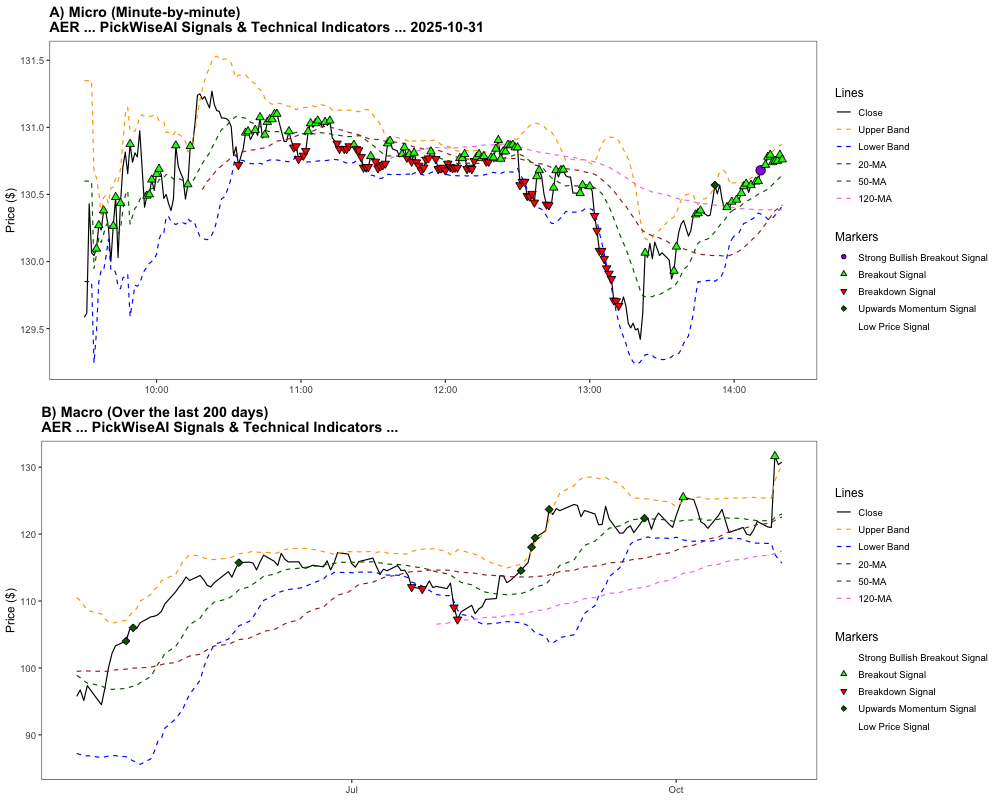 A) Micro (Minute-by-minute)
AER ... PickWiseAI Signals & Technical Indicators ... 2025-10-31
Price ($)
131.5
131.0
130.5
130.0
129.5
10:00
11:00
12:00
13:00
14:00
Lines
Close
Upper Band
Lower Band
20-MA
50-MA
120-MA
Markers
Strong Bullish Breakout Signal
Breakout Signal
Breakdown Signal
Upwards Momentum Signal
Low Price Signal
B) Macro (Over the last 200 days)
AER ... PickWiseAI Signals & Technical Indicators ...
Price ($)
130
120
110
100
90
Jul
Oct
Lines
Close
Upper Band
Lower Band
20-MA
50-MA
120-MA
Markers
Strong Bullish Breakout Signal
Breakout Signal
Breakdown Signal
Upwards Momentum Signal
Low Price Signal